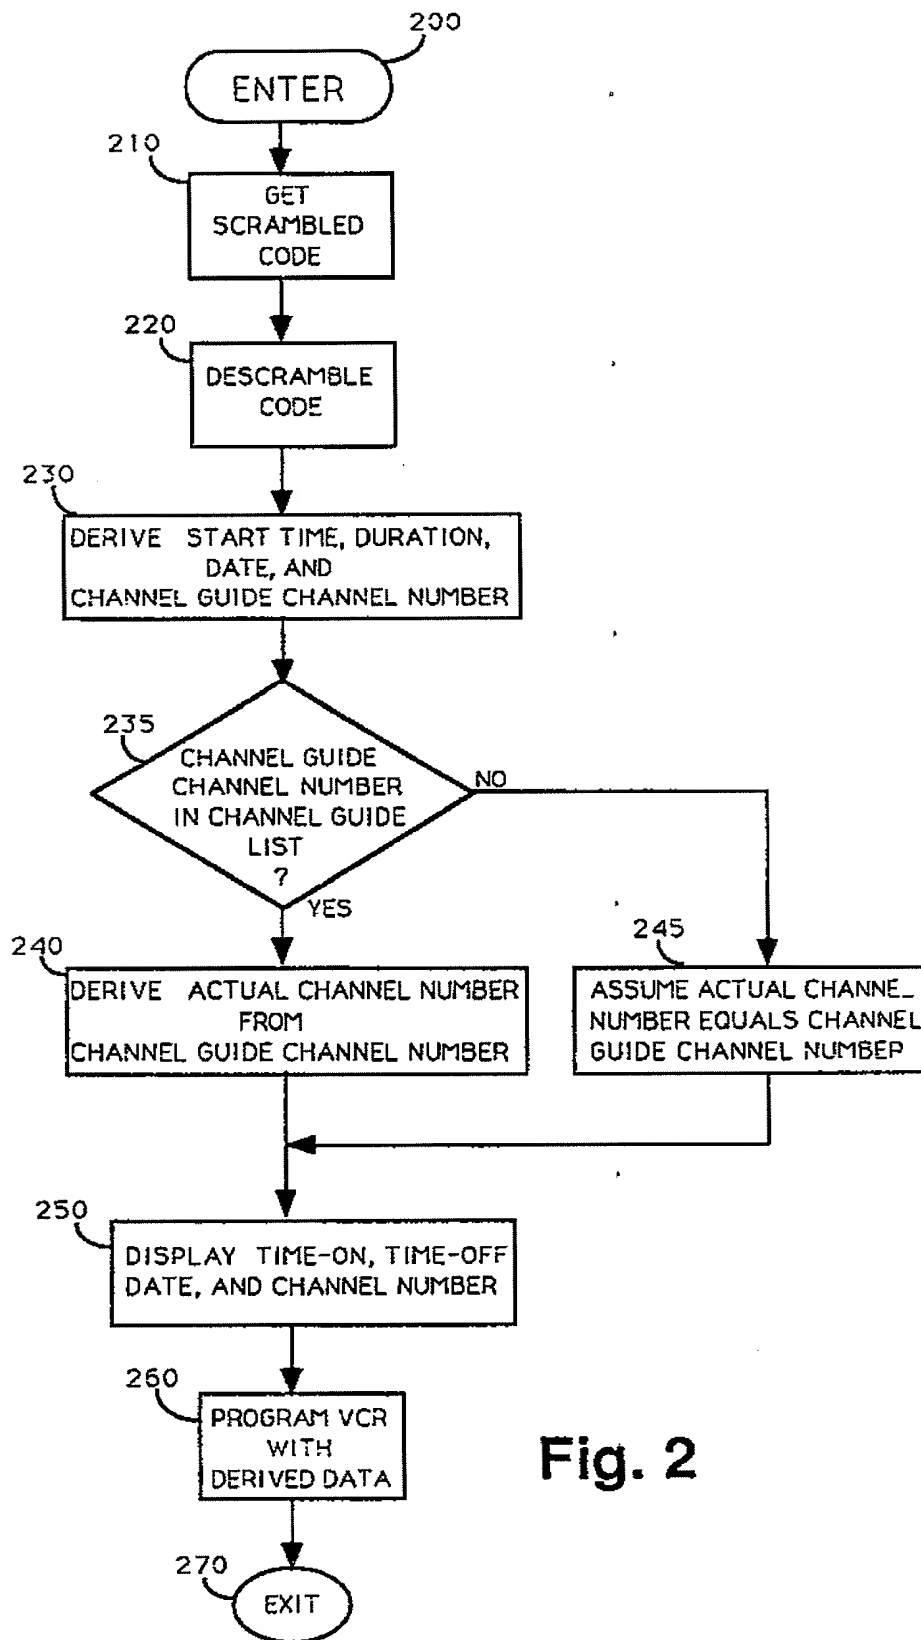 200
ENTER
210
GET
SCRAMBLED
CODE
220
DESCRAMBLE
CODE
230
DERIVE START TIME, DURATION,
DATE, AND
CHANNEL GUIDE CHANNEL NUMBER
235
CHANNEL GUIDE
CHANNEL NUMBER
IN CHANNEL GUIDE
LIST
?
NO
YES
240
DERIVE ACTUAL CHANNEL NUMBER
FROM
CHANNEL GUIDE CHANNEL NUMBER
245
ASSUME ACTUAL CHANNEL
NUMBER EQUALS CHANNEL
GUIDE CHANNEL NUMBER
250
DISPLAY TIME-ON, TIME-OFF
DATE, AND CHANNEL NUMBER
260
PROGRAM VCR
WITH
DERIVED DATA
Fig. 2
270
EXIT